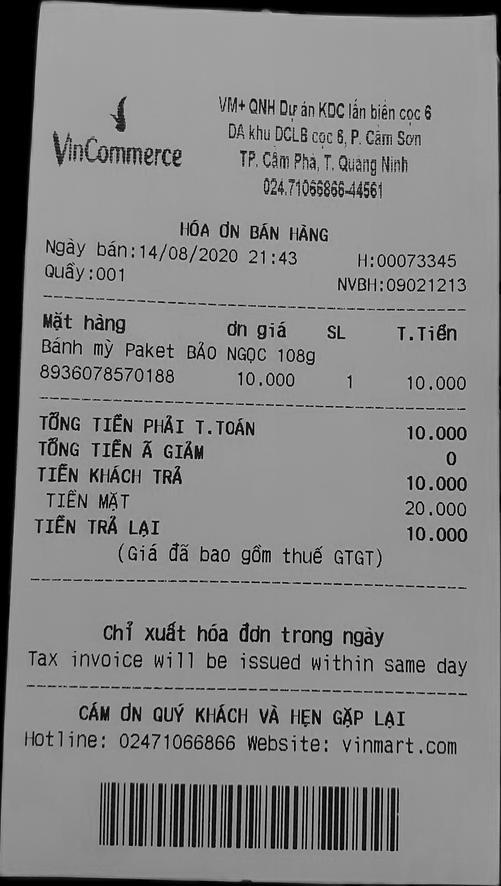 VinCommerce
VM+ QNH Dự án KDC lấn biển cọc 6
DA khu DCLB cọc 6, P. Cẩm Sơn
TP. Cẩm Phả, T. Quảng Ninh
024.71066866-44561
HÓA ƠN BÁN HÀNG
Ngày bán:14/08/2020 21:43 H:00073345
Quầy:001 NVBH:09021213
Mặt hàng ơn giá SL T.Tiền
Bánh mỳ Paket BẢO NGỌC 108g
8936078570188 10.000 1 10.000
TỔNG TIỀN PHẢI T.TOÁN 10.000
TỔNG TIỀN Ã GIẢM 0
TIỀN KHÁCH TRẢ 10.000
TIỀN MẶT 20.000
TIỀN TRẢ LẠI 10.000
(Giá đã bao gồm thuế GTGT)
Chỉ xuất hóa đơn trong ngày
Tax invoice will be issued within same day
CÁM ƠN QUÝ KHÁCH VÀ HẸN GẶP LẠI
Hotline: 02471066866 Website: vinmart.com